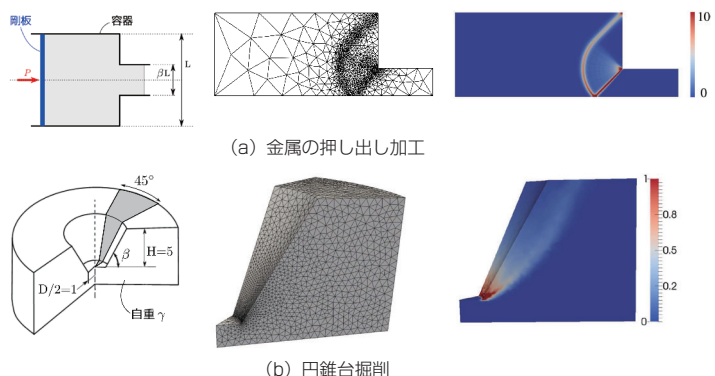 剛板
容器
P
βL
L
10
0
(a) 金属の押し出し加工
45°
H=5
β
D/2=1
自重 γ
1
0.8
0.5
0.2
0
(b) 円錐台掘削